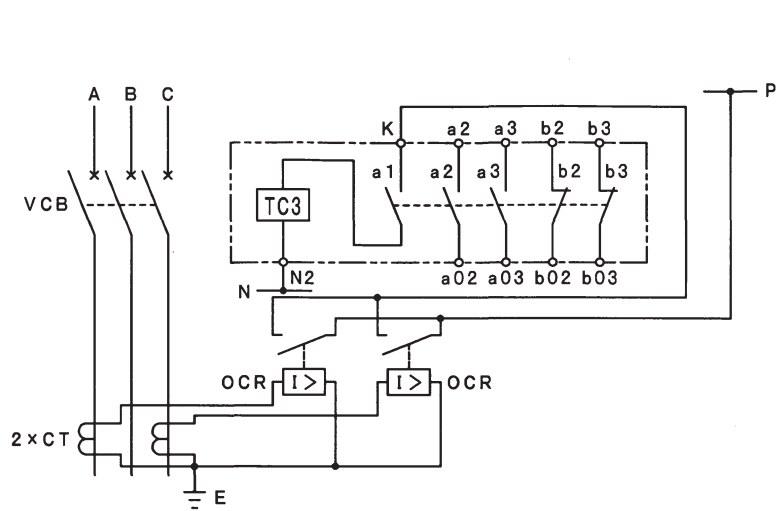 P
A B C
K a2 a3 b2 b3
a1 a2 a3 b2 b3
VCB
TC3
N2 a02 a03 b02 b03
N
OCR I > I > OCR
2×CT
E